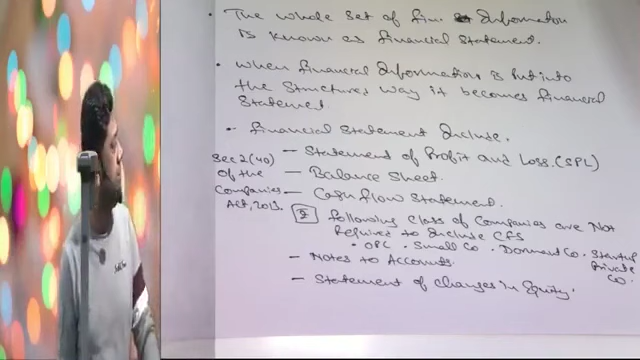 • The whole set of fin. Information
is known as financial statement.
• when financial Information is put into
the structured way it becomes financial
statement.
- financial statement Include.
— Statement of Profit and Loss. (SPL)
Sec 2(40)
of the
Companies
Act, 2013.
— Balance Sheet.
— Cash flow statement.
following class of Companies are Not
Required to Include CFS
• OPC • Small Co • Dormant Co • Startup
Private
Co.
— Notes to Accounts.
— Statement of changes in Equity.